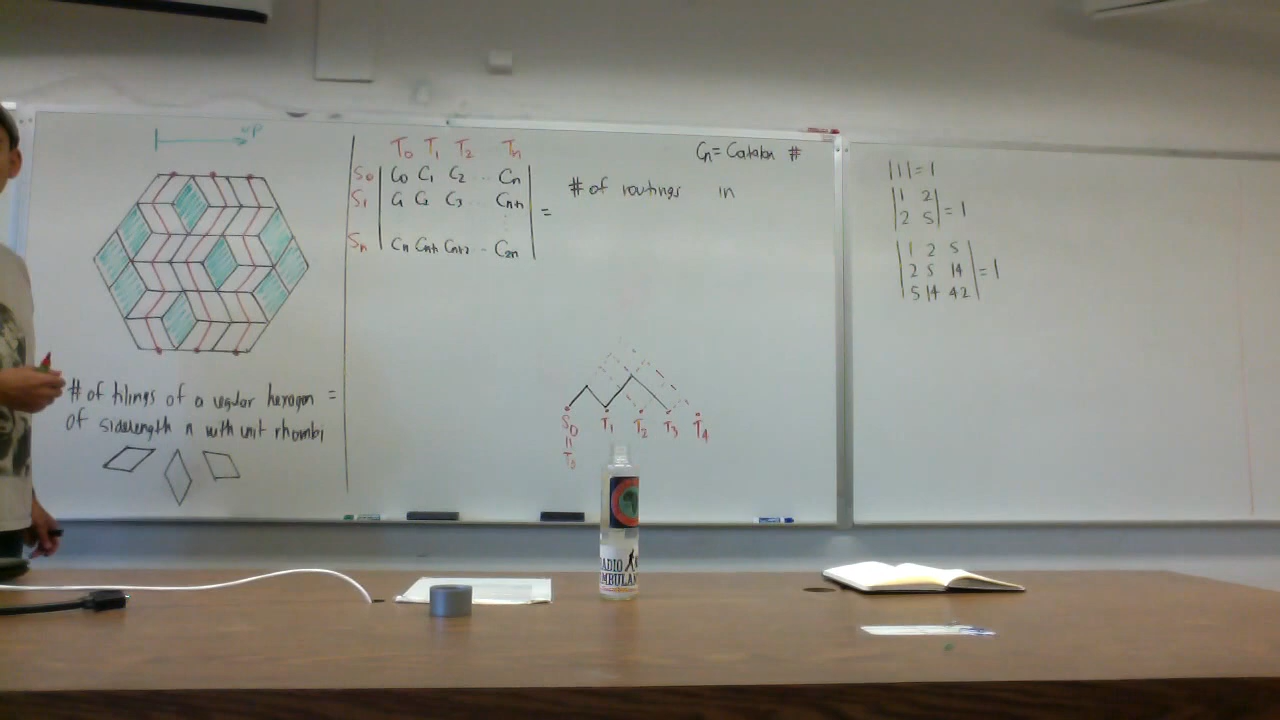 UP
# of tilings of a regular hexagon =
of sidelength n with unit rhombi
T0 T1 T2 Tn
S0 C0 C1 C2 .. Cn
S1 C1 C2 C3 ... Cn+1
Sn Cn Cn+1 Cn+2 .. C2n
= # of routings in
Cn = Catalan #
S0 T1 T2 T3 T4
11
T0
|1| = 1
1 2
2 5 = 1
1 2 5
2 5 14 = 1
5 14 42
RADIO
AMBULANTE